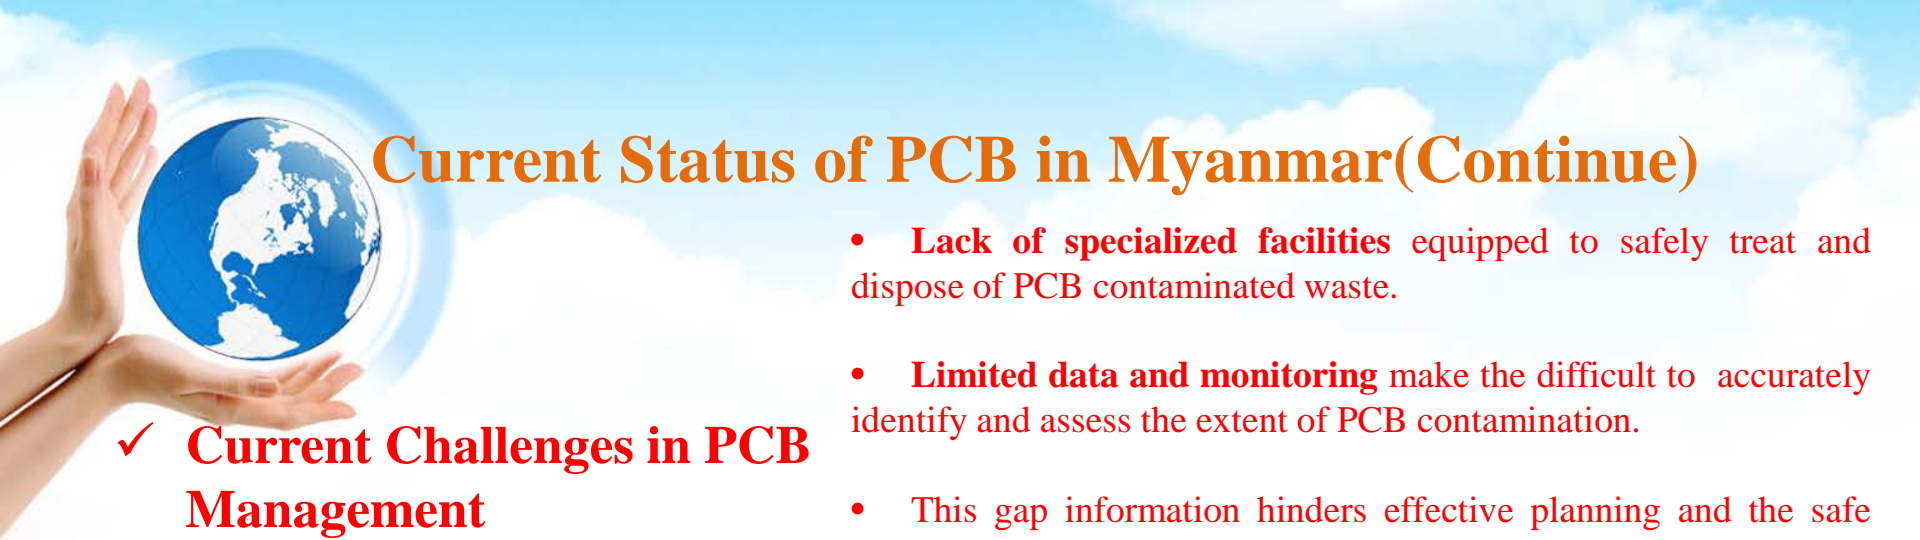 Current Status of PCB in Myanmar(Continue)
✓ Current Challenges in PCB
Management
• Lack of specialized facilities equipped to safely treat and
dispose of PCB contaminated waste.
• Limited data and monitoring make the difficult to accurately
identify and assess the extent of PCB contamination.
• This gap information hinders effective planning and the safe